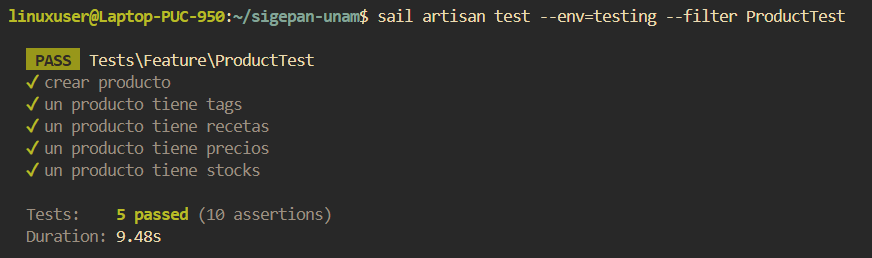 linuxuser@Laptop-PUC-950:~/sigepan-unam$ sail artisan test --env=testing --filter ProductTest
PASS Tests\Feature\ProductTest
✓ crear producto
✓ un producto tiene tags
✓ un producto tiene recetas
✓ un producto tiene precios
✓ un producto tiene stocks
Tests: 5 passed (10 assertions)
Duration: 9.48s